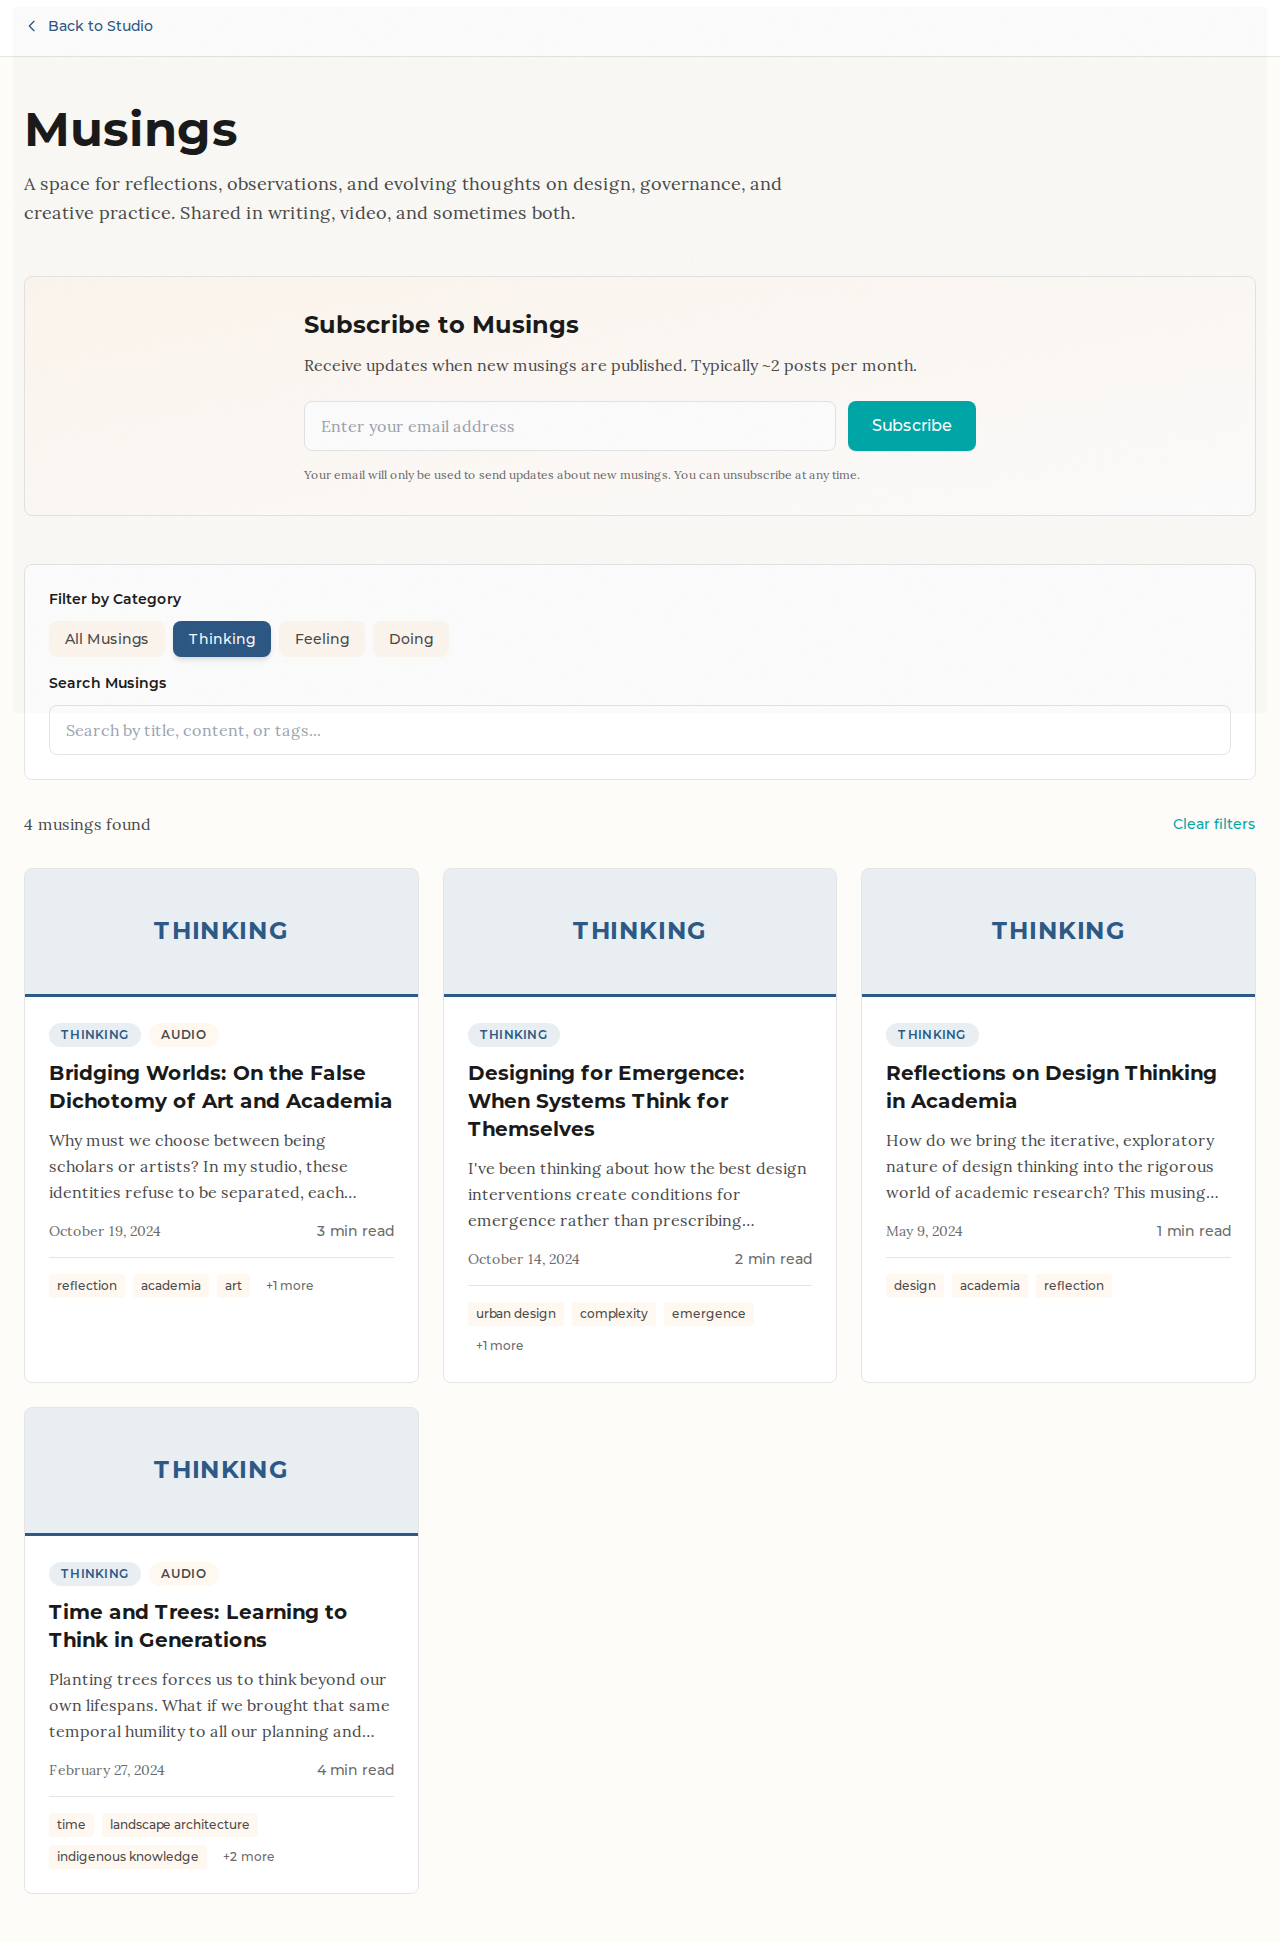 Back to Studio
Musings
A space for reflections, observations, and evolving thoughts on design, governance, and
creative practice. Shared in writing, video, and sometimes both.
Subscribe to Musings
Receive updates when new musings are published. Typically ~2 posts per month.
Enter your email address
Subscribe
Your email will only be used to send updates about new musings. You can unsubscribe at any time.
Filter by Category
All Musings
Thinking
Feeling
Doing
Search Musings
Search by title, content, or tags...
4 musings found
Clear filters
THINKING
THINKING
AUDIO
Bridging Worlds: On the False
Dichotomy of Art and Academia
Why must we choose between being
scholars or artists? In my studio, these
identities refuse to be separated, each...
October 19, 2024
3 min read
reflection
academia
art
+1 more
THINKING
THINKING
Designing for Emergence:
When Systems Think for
Themselves
I've been thinking about how the best design
interventions create conditions for
emergence rather than prescribing...
October 14, 2024
2 min read
urban design
complexity
emergence
+1 more
THINKING
THINKING
Reflections on Design Thinking
in Academia
How do we bring the iterative, exploratory
nature of design thinking into the rigorous
world of academic research? This musing...
May 9, 2024
1 min read
design
academia
reflection
THINKING
THINKING
AUDIO
Time and Trees: Learning to
Think in Generations
Planting trees forces us to think beyond our
own lifespans. What if we brought that same
temporal humility to all our planning and...
February 27, 2024
4 min read
time
landscape architecture
indigenous knowledge
+2 more